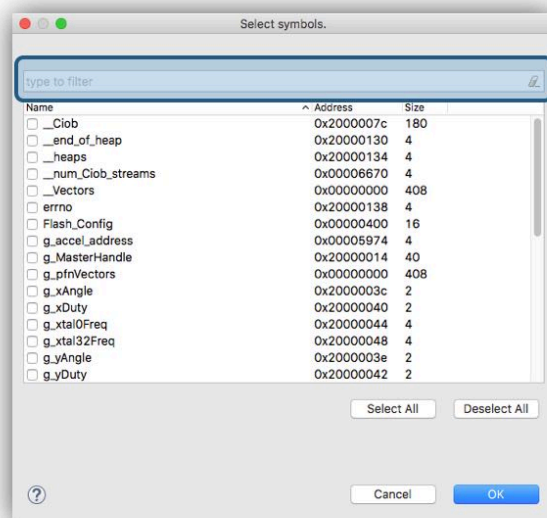 Select symbols.
type to filter
Name Address Size
__Ciob 0x2000007c 180
__end_of_heap 0x20000130 4
__heaps 0x20000134 4
__num_Ciob_streams 0x00006670 4
__Vectors 0x00000000 408
errno 0x20000138 4
Flash_Config 0x00000400 16
g_accel_address 0x00005974 4
g_MasterHandle 0x20000014 40
g_pfnVectors 0x00000000 408
g_xAngle 0x2000003c 2
g_xDuty 0x20000040 2
g_xtal0Freq 0x20000044 4
g_xtal32Freq 0x20000048 4
g_yAngle 0x2000003e 2
g_yDuty 0x20000042 2
Select All Deselect All
? Cancel OK